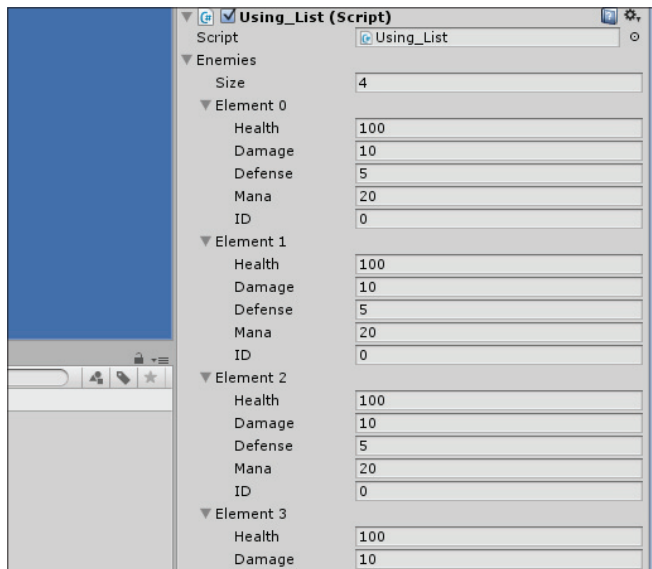 Using_List (Script)
Script Using_List
Enemies
Size 4
Element 0
Health 100
Damage 10
Defense 5
Mana 20
ID 0
Element 1
Health 100
Damage 10
Defense 5
Mana 20
ID 0
Element 2
Health 100
Damage 10
Defense 5
Mana 20
ID 0
Element 3
Health 100
Damage 10